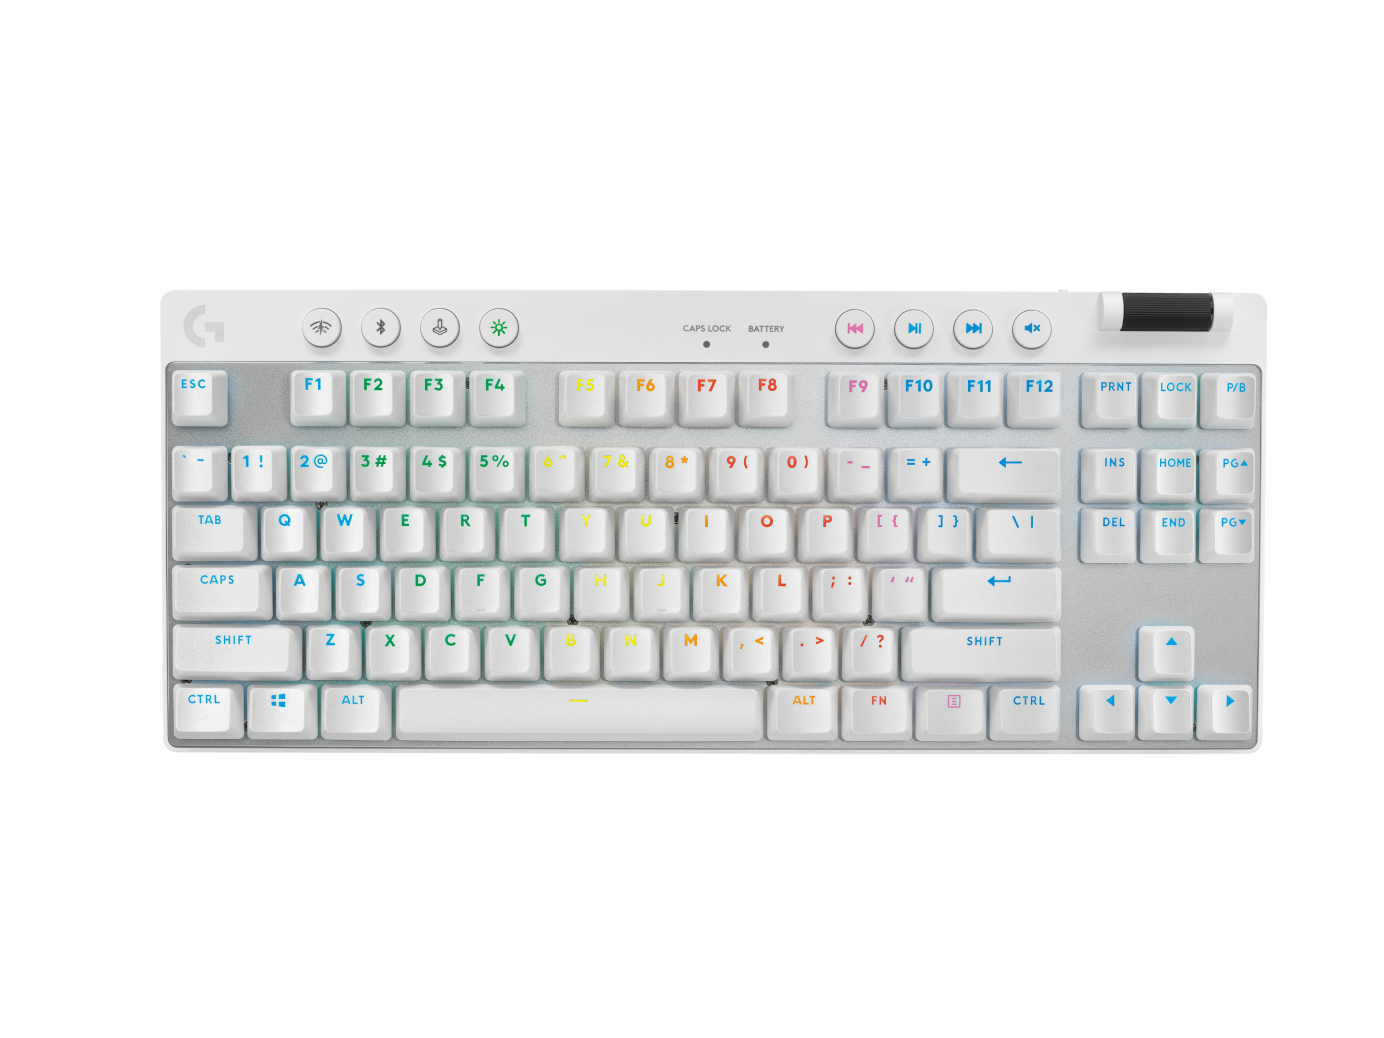 G
CAPS LOCK BATTERY
ESC F1 F2 F3 F4 F5 F6 F7 F8 F9 F10 F11 F12 PRNT LOCK P/B
` ~ 1 ! 2 @ 3 # 4 $ 5 % 6 ^ 7 & 8 * 9 ( 0 ) - _ = + ← INS HOME PG▲
TAB Q W E R T Y U I O P [ { ] } \ | DEL END PG▼
CAPS A S D F G H J K L ; : ' " ↵
SHIFT Z X C V B N M , < . > / ? SHIFT ▲
CTRL ALT ALT FN CTRL ◀ ▼ ▶